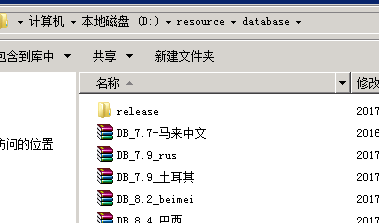 计算机 本地磁盘 (D:) resource database
包含到库中 共享 新建文件夹
名称 修改
release 2017
访问的位置
DB_7.7-马来中文 2016
DB_7.9_rus 2017
DB_7.9_土耳其 2017
DB_8.2_beimei 2017
DB_8.4_巴西 2017